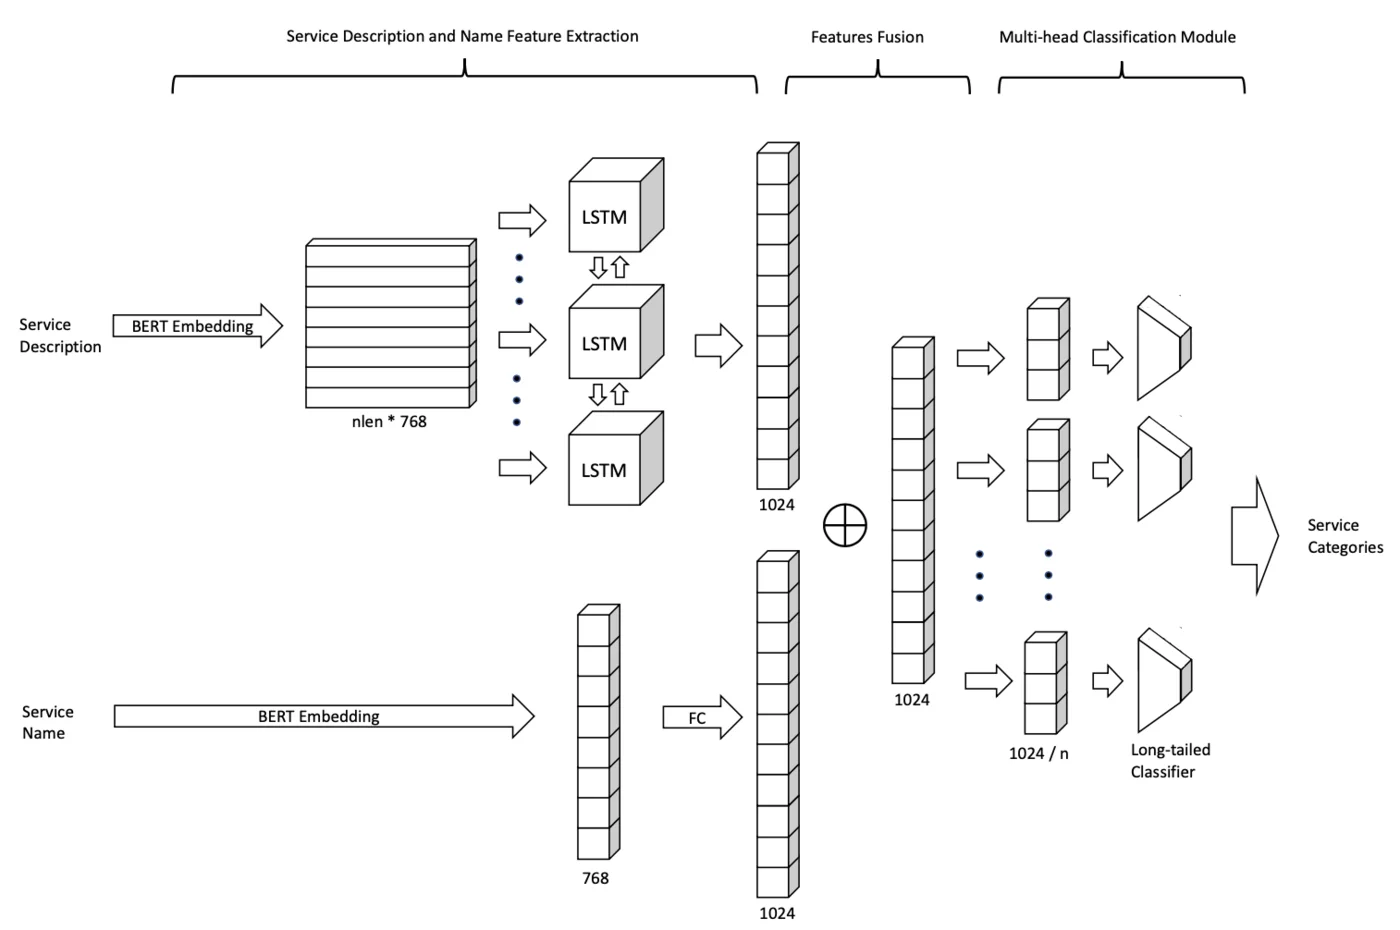 Service Description and Name Feature Extraction
Features Fusion
Multi-head Classification Module
LSTM
LSTM
LSTM
Service
Description
BERT Embedding
nlen * 768
1024
Service
Name
BERT Embedding
768
FC
1024
1024
1024 / n
Long-tailed
Classifier
Service
Categories